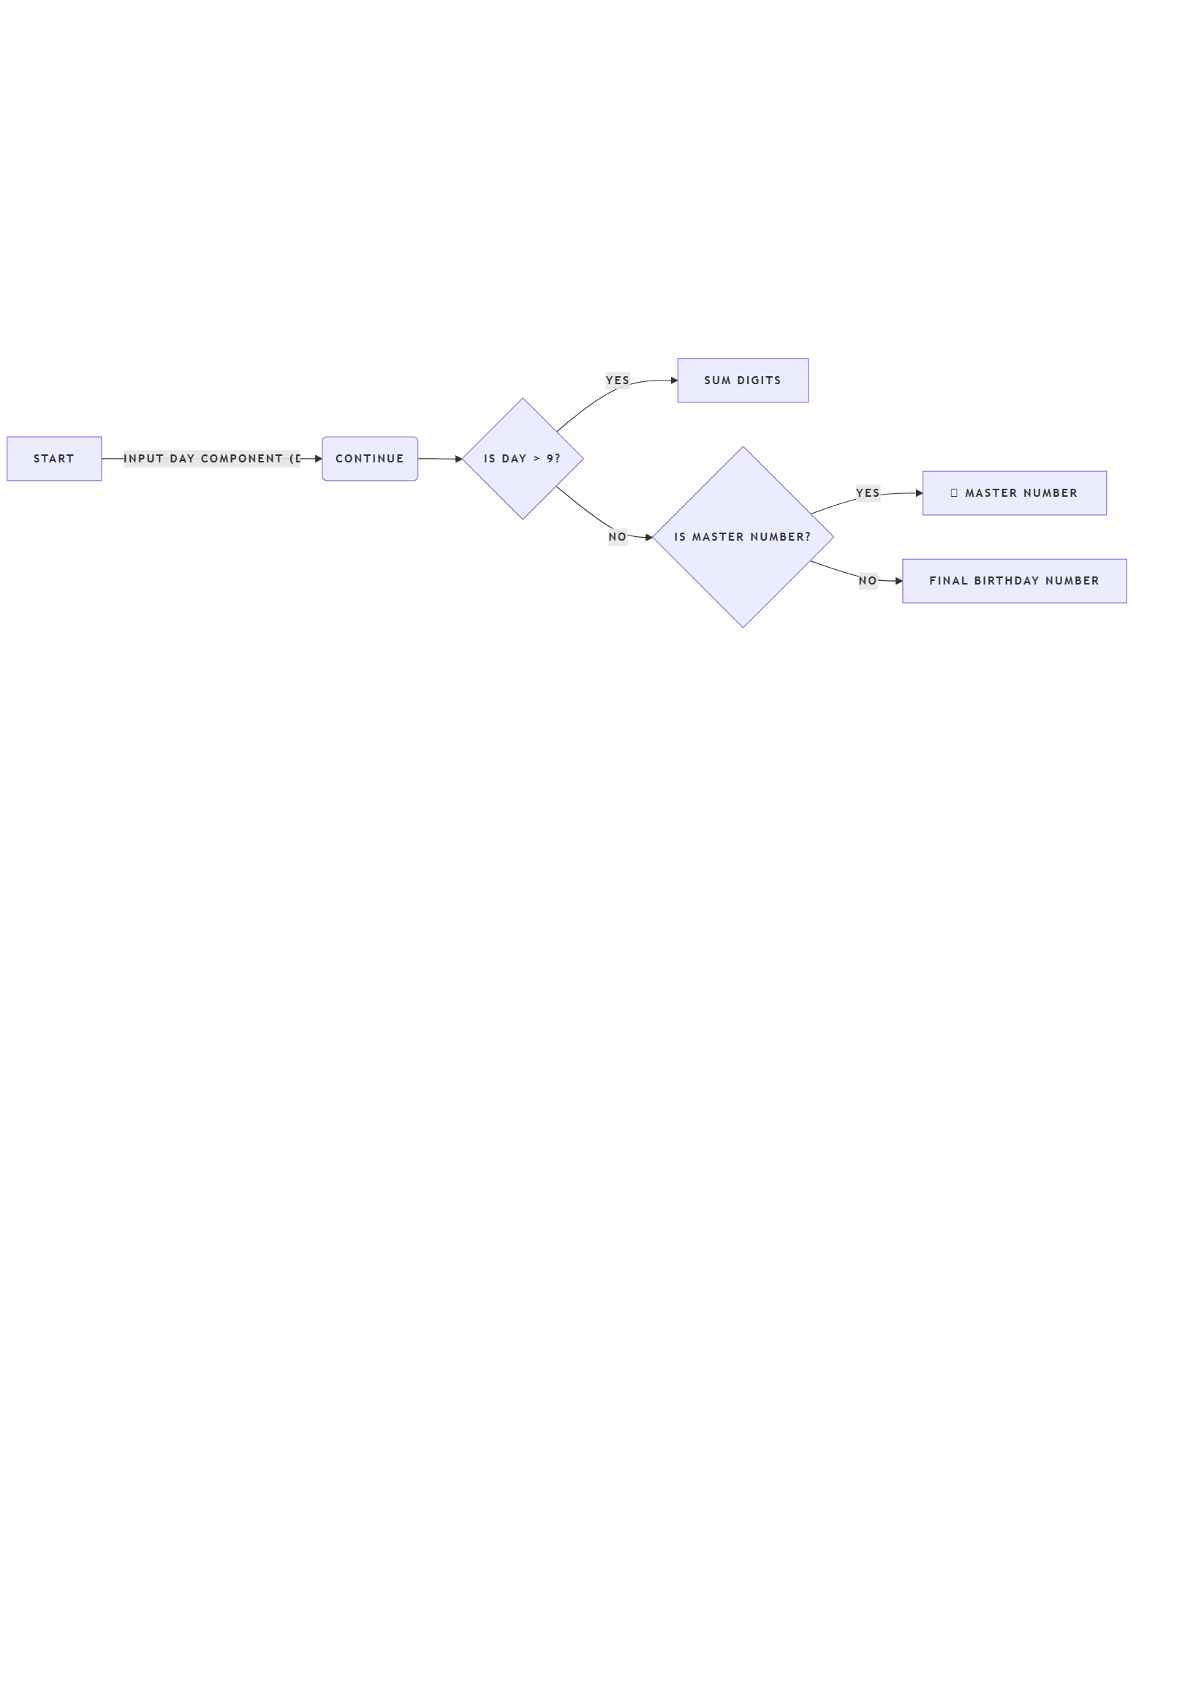 START
INPUT DAY COMPONENT (
CONTINUE
IS DAY > 9?
YES
SUM DIGITS
NO
IS MASTER NUMBER?
YES
MASTER NUMBER
NO
FINAL BIRTHDAY NUMBER